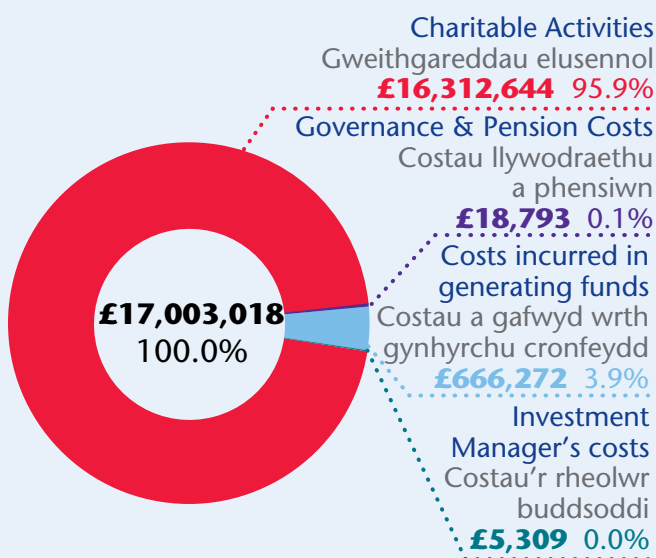 Charitable Activities
Gweithgareddau elusennol
£16,312,644 95.9%
Governance & Pension Costs
Costau llywodraethu
a phensiwn
£18,793 0.1%
Costs incurred in
generating funds
Costau a gafwyd wrth
gynhyrchu cronfeydd
£666,272 3.9%
Investment
Manager's costs
Costau'r rheolwr
buddsoddi
£5,309 0.0%
£17,003,018
100.0%